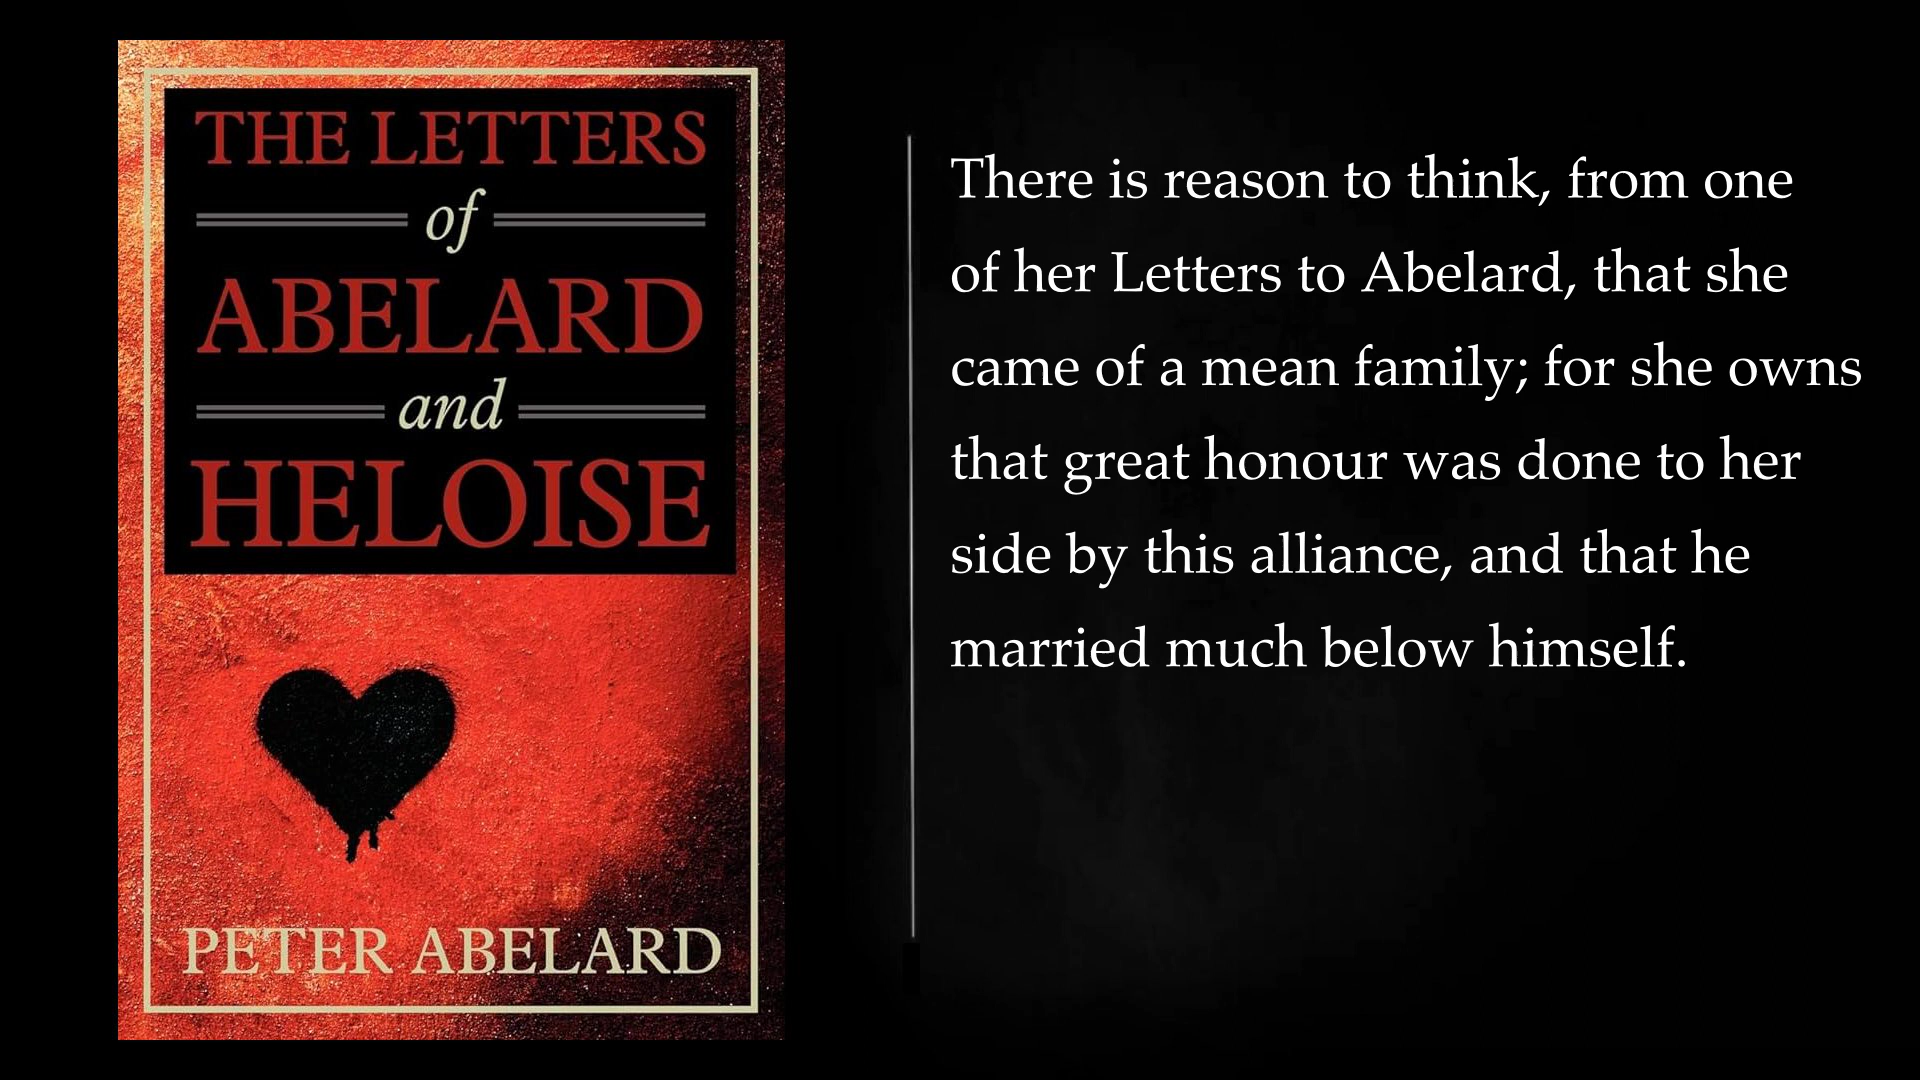 THE LETTERS
of
ABELARD
and
HELOISE
PETER ABELARD
There is reason to think, from one
of her Letters to Abelard, that she
came of a mean family; for she owns
that great honour was done to her
side by this alliance, and that he
married much below himself.